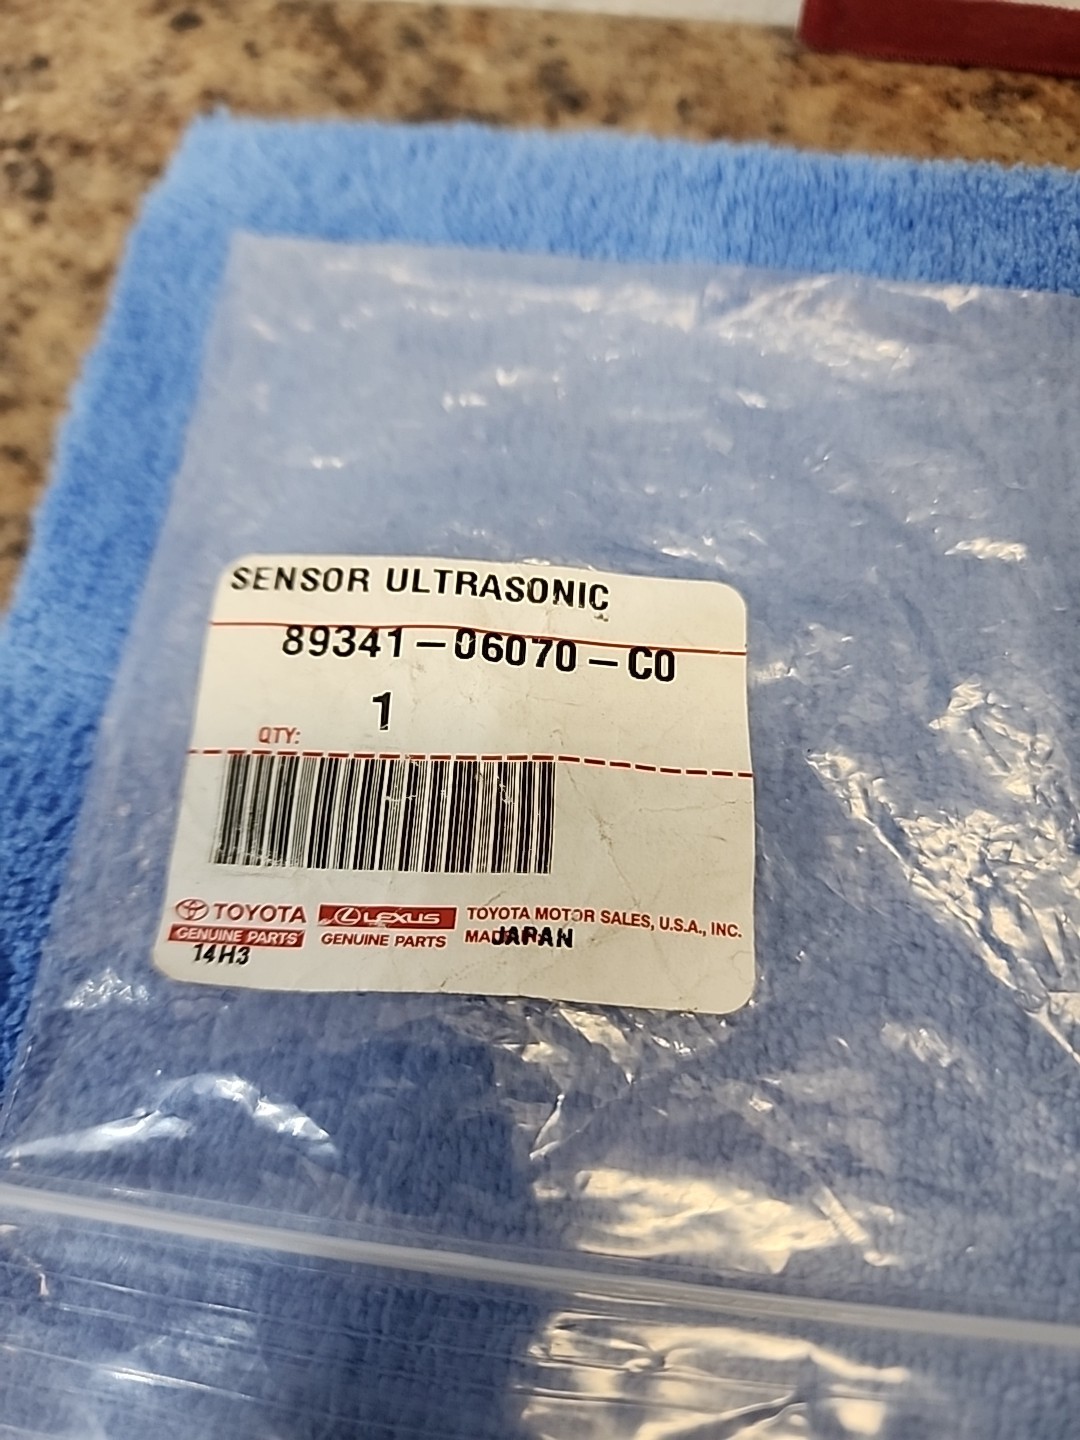 SENSOR ULTRASONIC
89341-06070-C0
1
QTY:
TOYOTA LEXUS TOYOTA MOTOR SALES, U.S.A., INC.
GENUINE PARTS GENUINE PARTS JAPAN
14H3